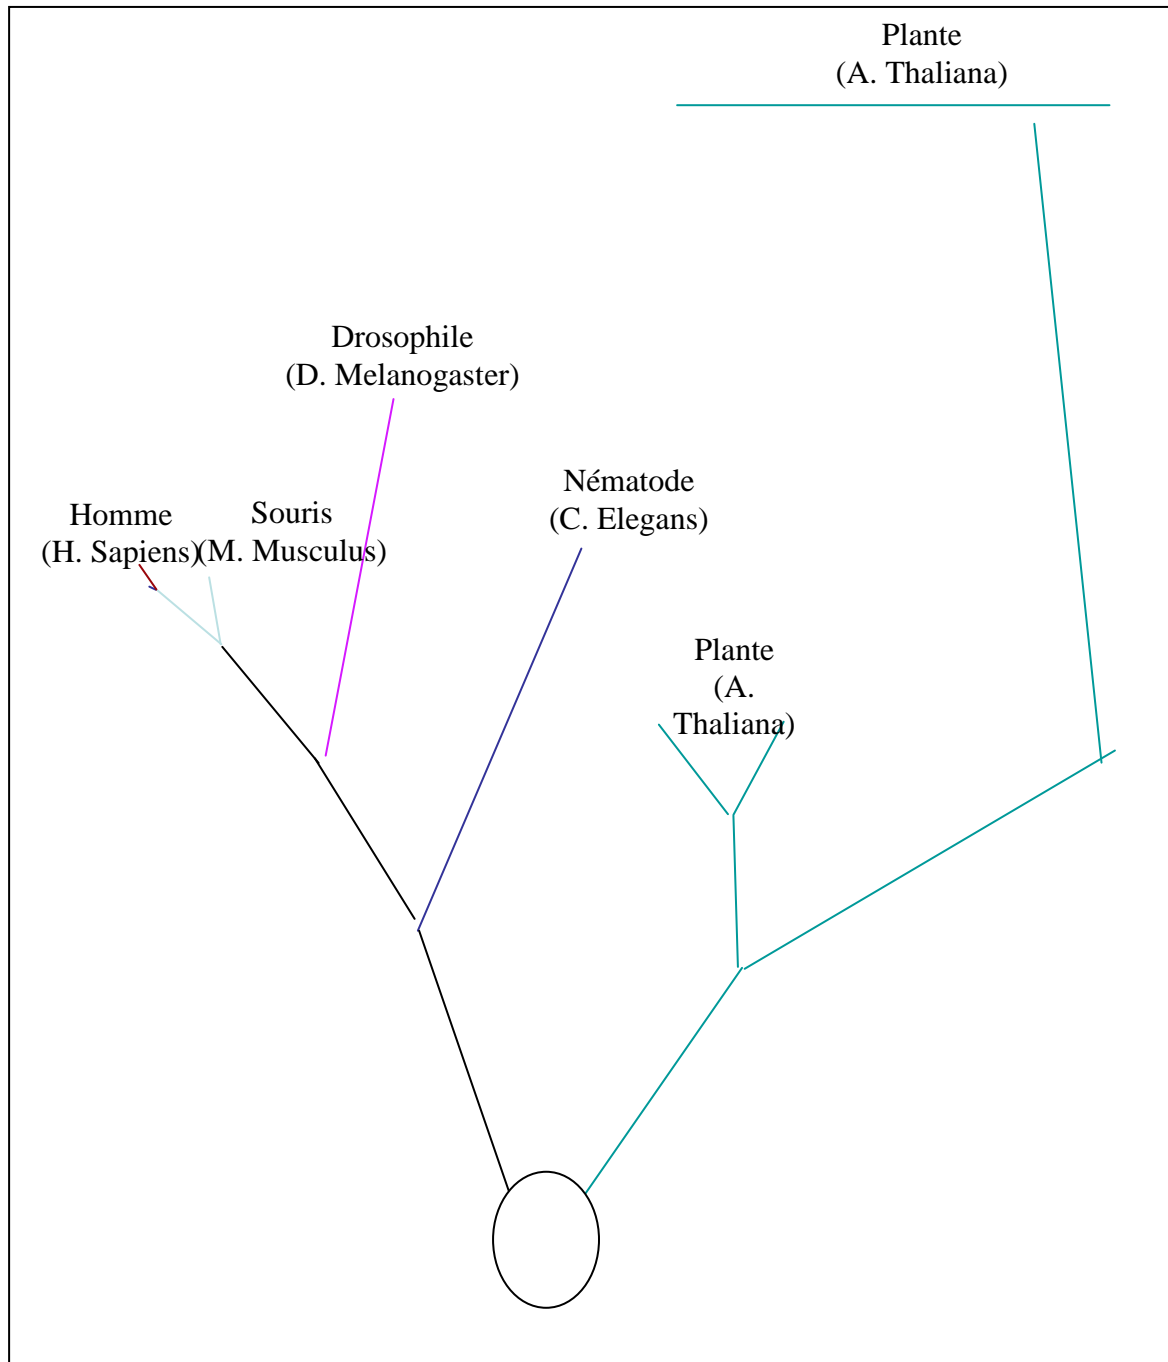 Plante
(A. Thaliana)
Drosophile
(D. Melanogaster)
Nématode
(C. Elegans)
Homme
(H. Sapiens)
Souris
(M. Musculus)
Plante
(A.
Thaliana)